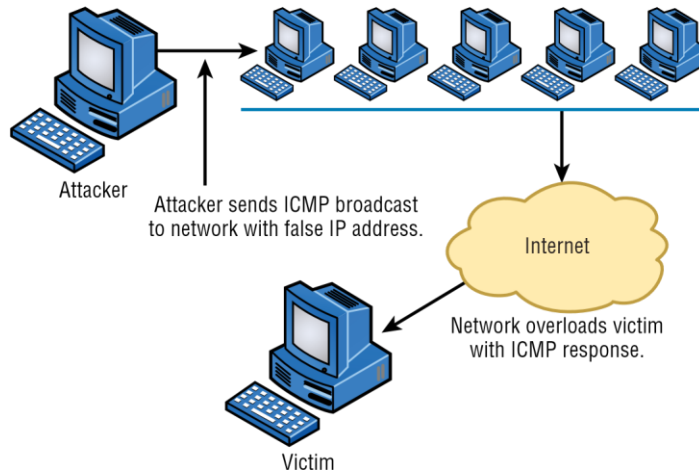 Attacker
Attacker sends ICMP broadcast
to network with false IP address.
Internet
Network overloads victim
with ICMP response.
Victim